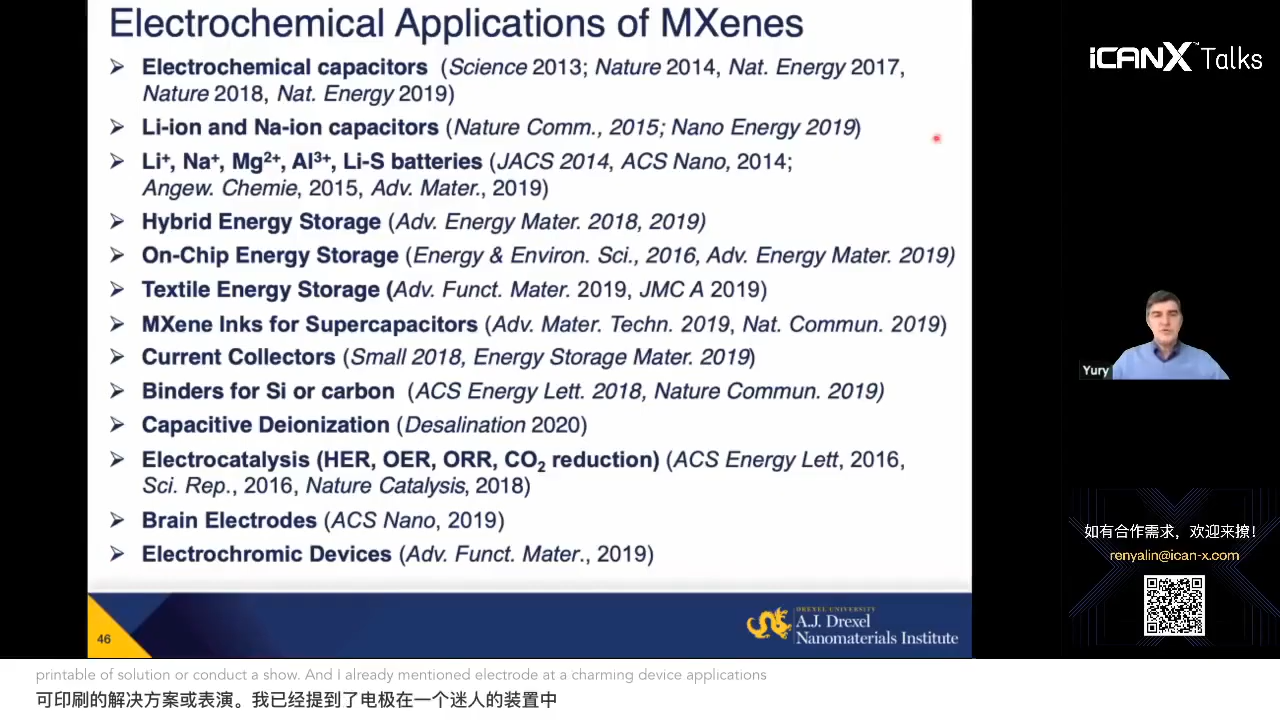 Electrochemical Applications of MXenes
➢ Electrochemical capacitors (Science 2013; Nature 2014, Nat. Energy 2017,
Nature 2018, Nat. Energy 2019)
➢ Li-ion and Na-ion capacitors (Nature Comm., 2015; Nano Energy 2019)
➢ Li⁺, Na⁺, Mg²⁺, Al³⁺, Li-S batteries (JACS 2014, ACS Nano, 2014;
Angew. Chemie, 2015, Adv. Mater., 2019)
➢ Hybrid Energy Storage (Adv. Energy Mater. 2018, 2019)
➢ On-Chip Energy Storage (Energy & Environ. Sci., 2016, Adv. Energy Mater. 2019)
➢ Textile Energy Storage (Adv. Funct. Mater. 2019, JMC A 2019)
➢ MXene Inks for Supercapacitors (Adv. Mater. Techn. 2019, Nat. Commun. 2019)
➢ Current Collectors (Small 2018, Energy Storage Mater. 2019)
➢ Binders for Si or carbon (ACS Energy Lett. 2018, Nature Commun. 2019)
➢ Capacitive Deionization (Desalination 2020)
➢ Electrocatalysis (HER, OER, ORR, CO₂ reduction) (ACS Energy Lett, 2016,
Sci. Rep., 2016, Nature Catalysis, 2018)
➢ Brain Electrodes (ACS Nano, 2019)
➢ Electrochromic Devices (Adv. Funct. Mater., 2019)
46
DREXEL UNIVERSITY
A.J. Drexel
Nanomaterials Institute
iCANX™ Talks
Yury
如有合作需求，欢迎来撩！
renyalin@ican-x.com
printable of solution or conduct a show. And I already mentioned electrode at a charming device applications
可印刷的解决方案或表演。我已经提到了电极在一个迷人的装置中